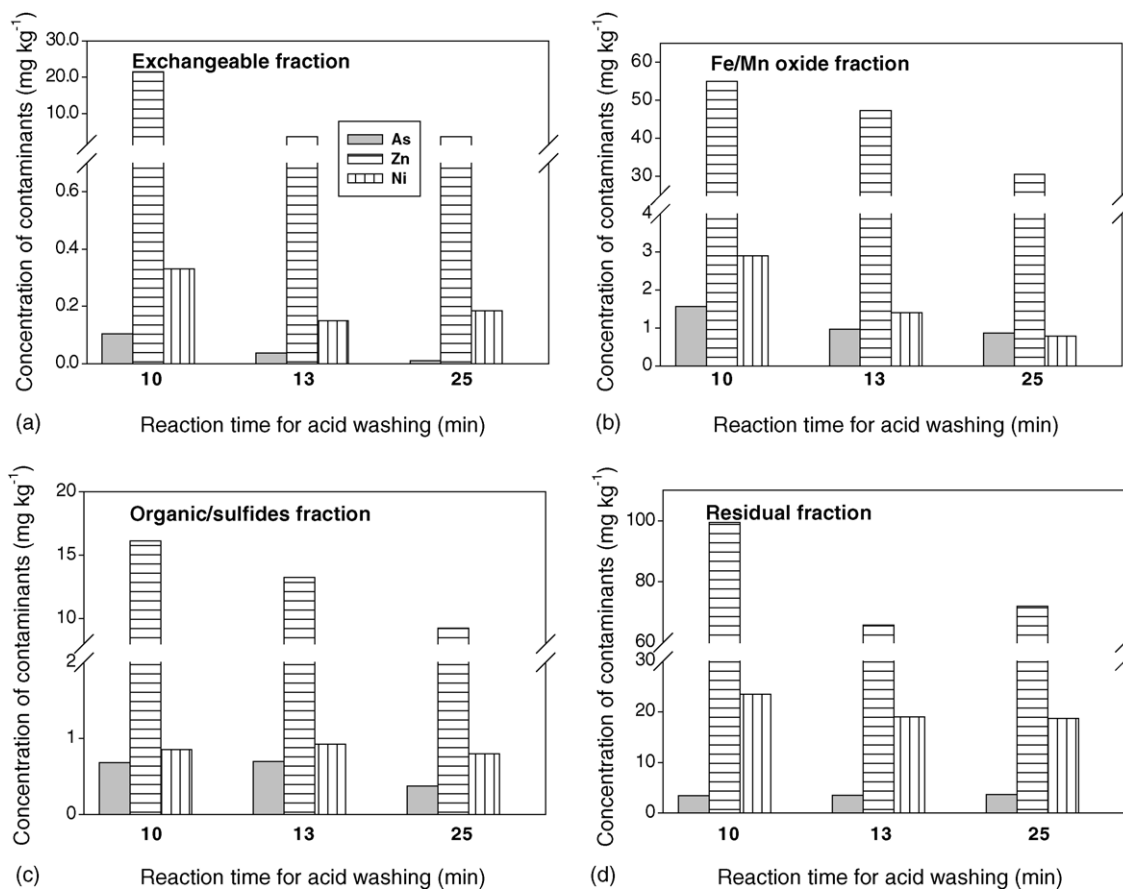 Concentration of contaminants (mg kg⁻¹)
30.0
20.0
10.0
0.6
0.4
0.2
0.0
Exchangeable fraction
As
Zn
Ni
10 13 25
(a) Reaction time for acid washing (min)
Concentration of contaminants (mg kg⁻¹)
60
50
40
30
4
3
2
1
0
Fe/Mn oxide fraction
10 13 25
(b) Reaction time for acid washing (min)
Concentration of contaminants (mg kg⁻¹)
20
15
10
2
1
0
Organic/sulfides fraction
10 13 25
(c) Reaction time for acid washing (min)
Concentration of contaminants (mg kg⁻¹)
100
80
60
30
20
10
0
Residual fraction
10 13 25
(d) Reaction time for acid washing (min)